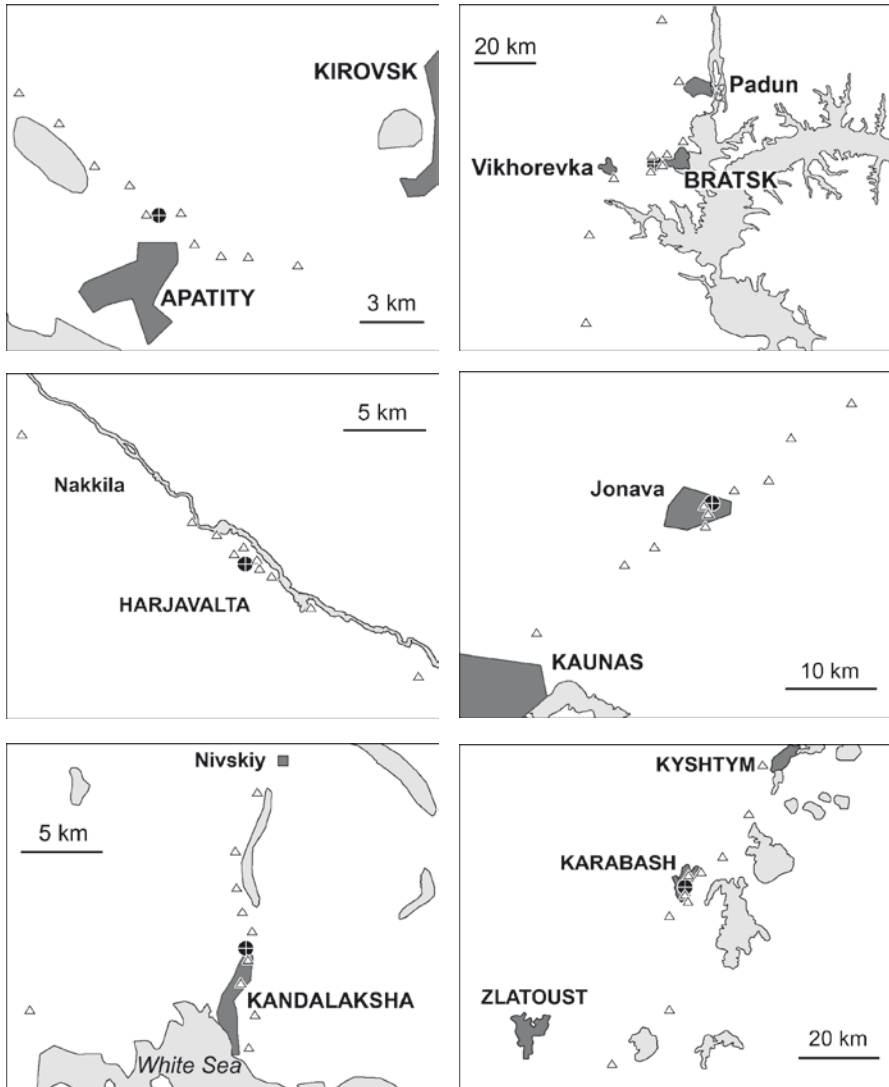 KIROVSK
APATITY
3 km
20 km
Padun
Vikhorevka
BRATSK
5 km
Nakkila
HARJAVALTA
Jonava
KAUNAS
10 km
Nivskiy
5 km
KANDALAKSHA
White Sea
KYSHTYM
KARABASH
ZLATOUST
20 km